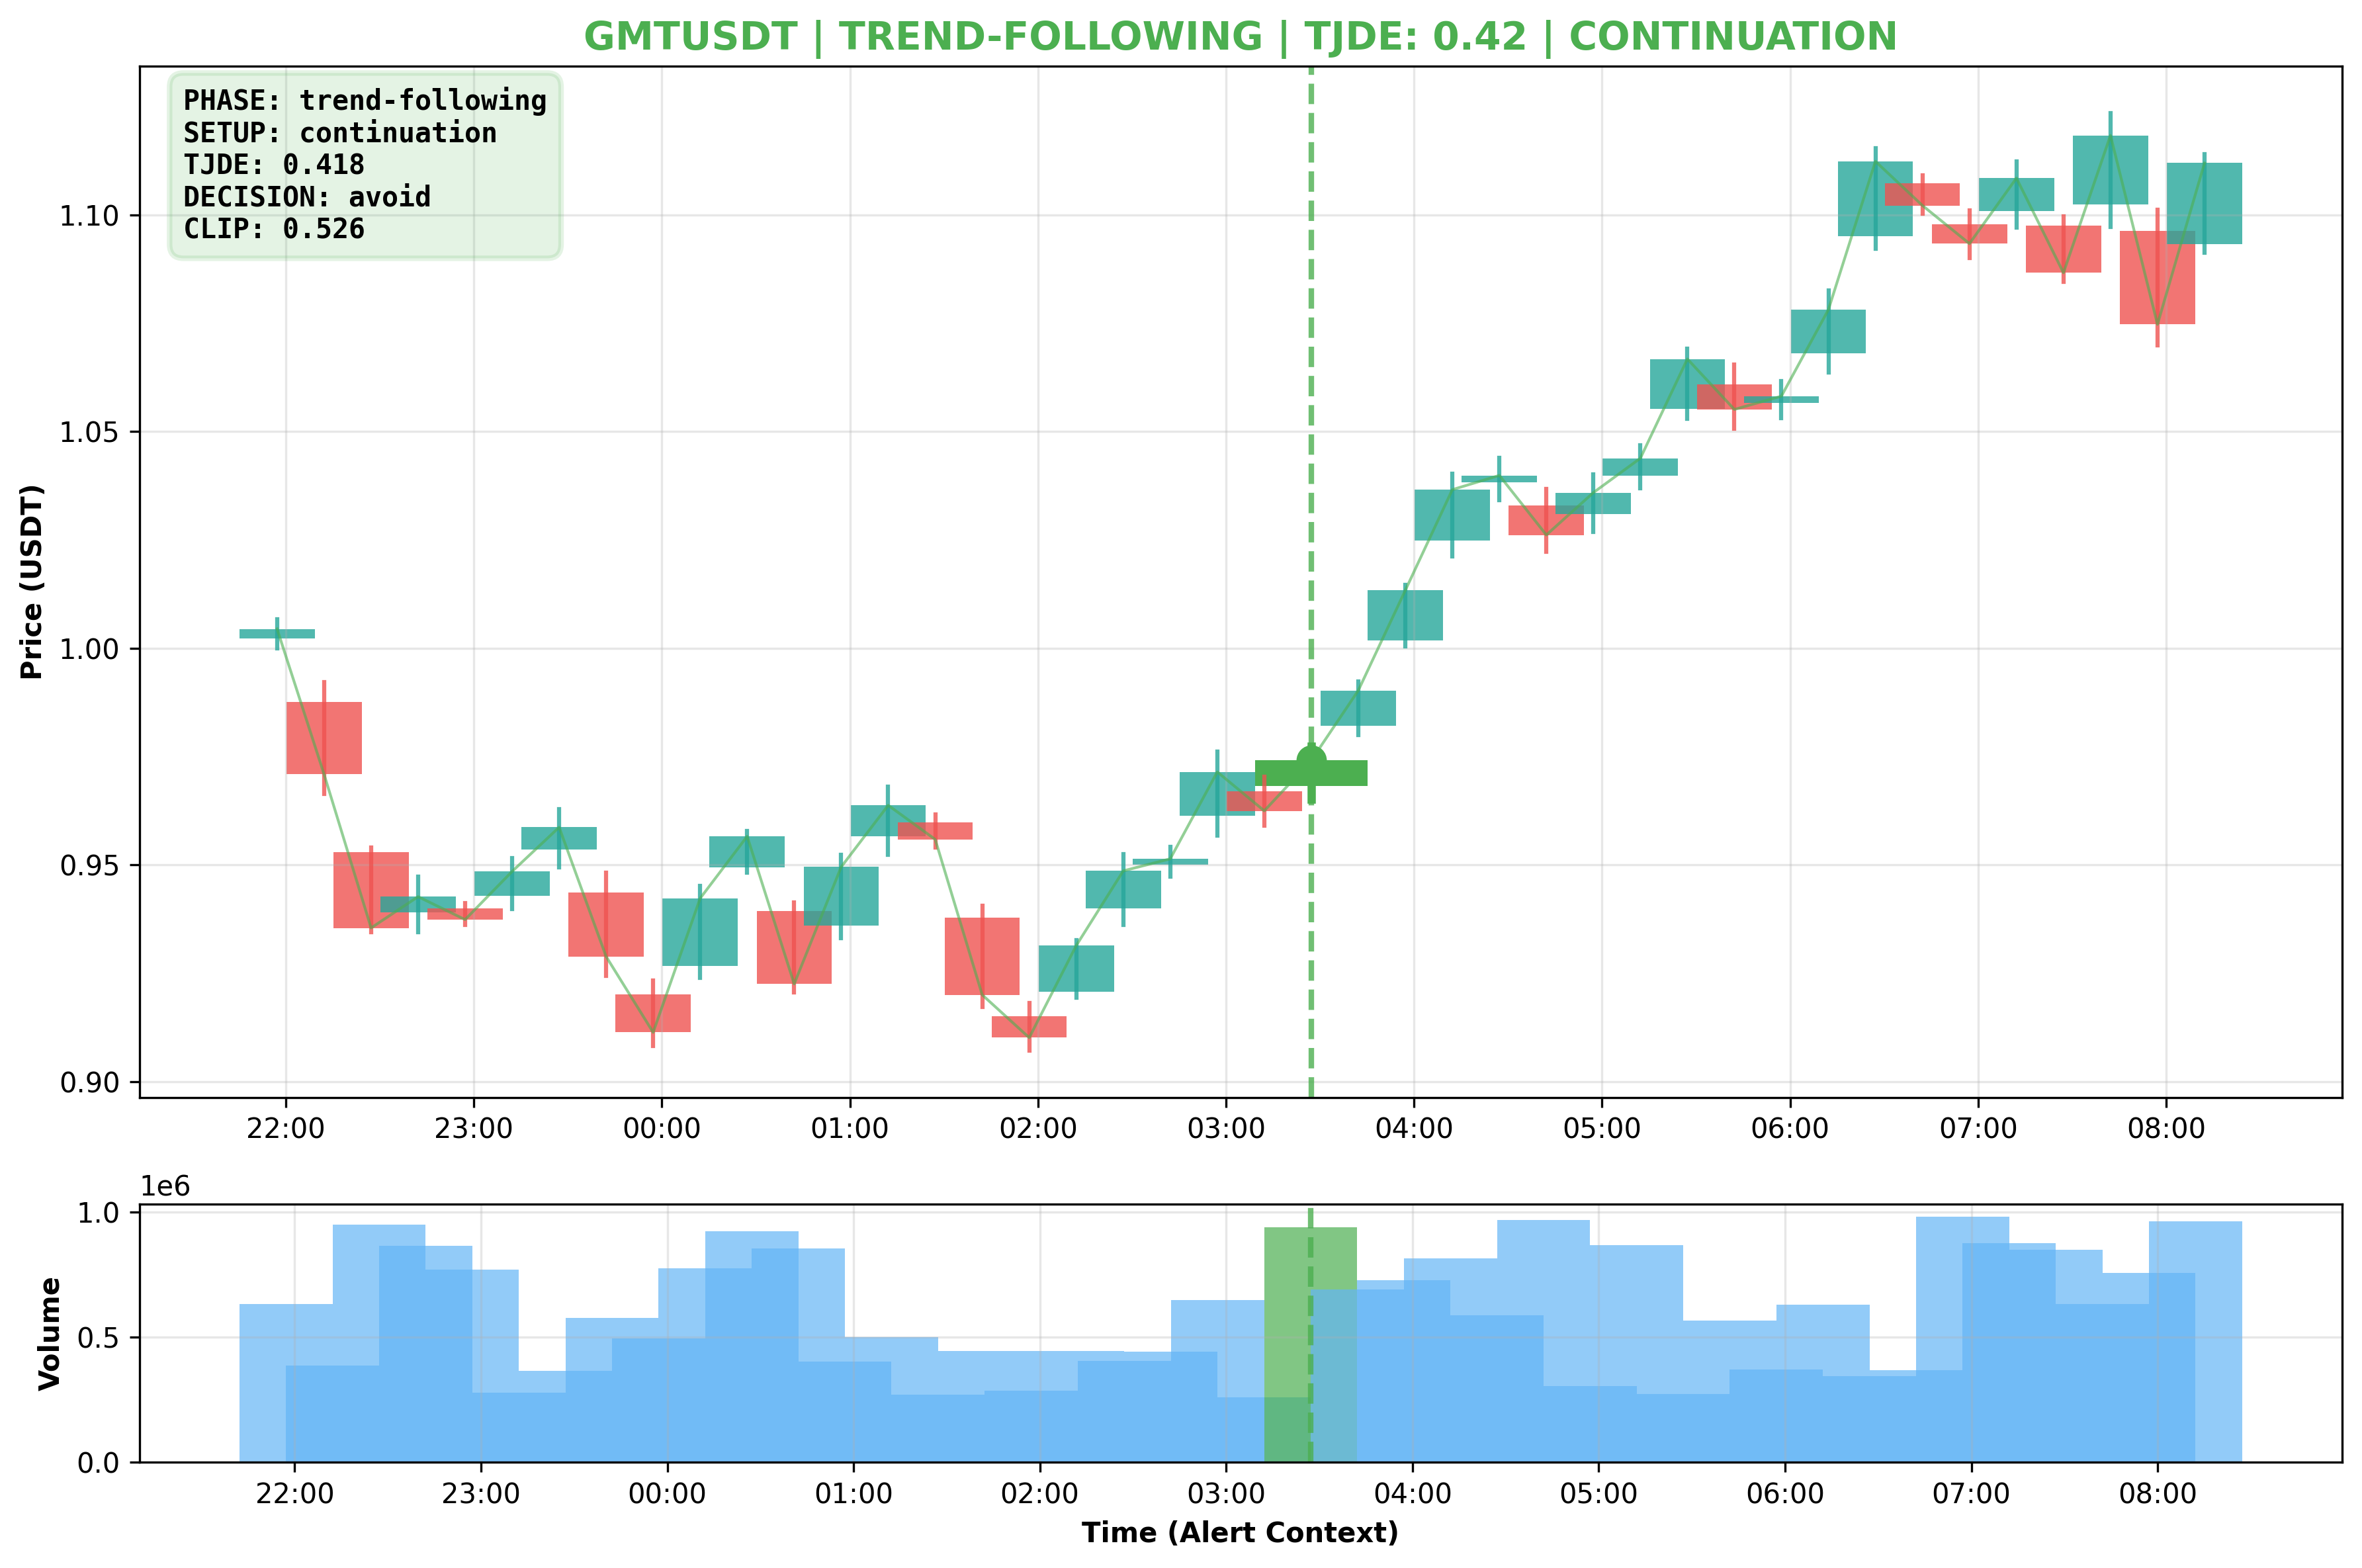 GMTUSDT | TREND-FOLLOWING | TJDE: 0.42 | CONTINUATION
PHASE: trend-following
SETUP: continuation
TJDE: 0.418
DECISION: avoid
CLIP: 0.526
Price (USDT)
1.10
1.05
1.00
0.95
0.90
22:00 23:00 00:00 01:00 02:00 03:00 04:00 05:00 06:00 07:00 08:00
1e6
Volume
1.0
0.5
0.0
22:00 23:00 00:00 01:00 02:00 03:00 04:00 05:00 06:00 07:00 08:00
Time (Alert Context)